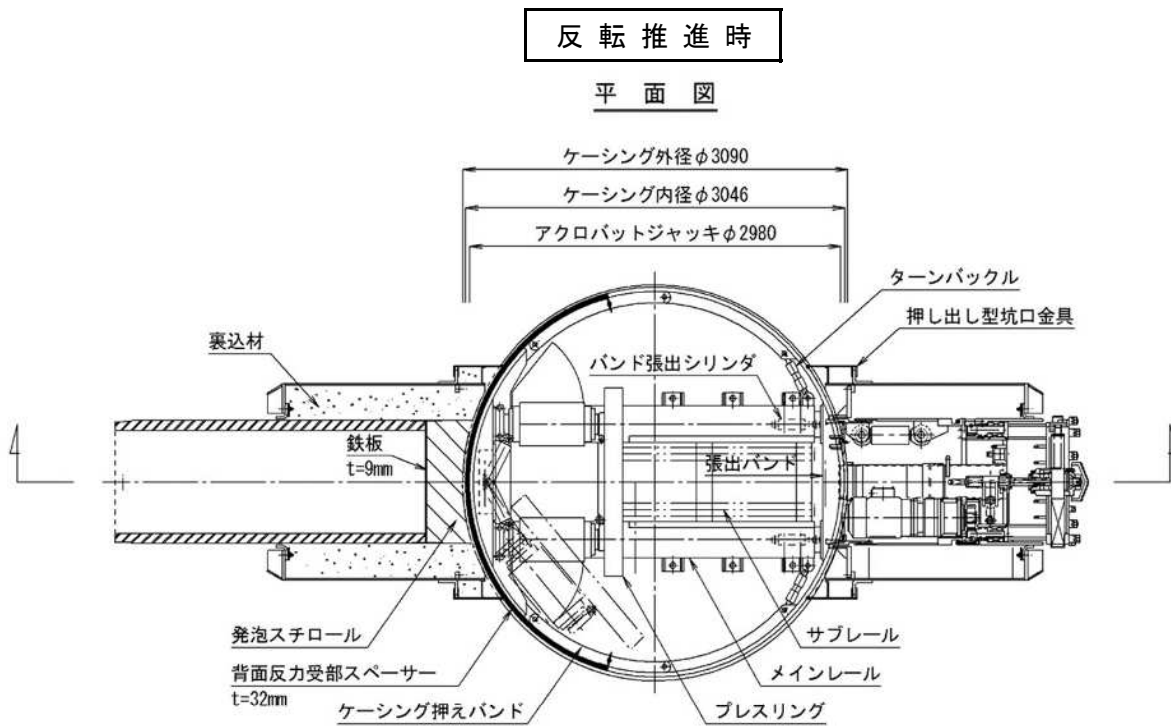 反転推進時
平面図
ケーシング外径φ3090
ケーシング内径φ3046
アクロバットジャッキφ2980
ターンバックル
押し出し型坑口金具
裏込材
バンド張出シリンダ
鉄板
t=9mm
張出バンド
発泡スチロール
サブレール
背面反力受部スペーサー
t=32mm
メインレール
ケーシング押えバンド
プレスリング